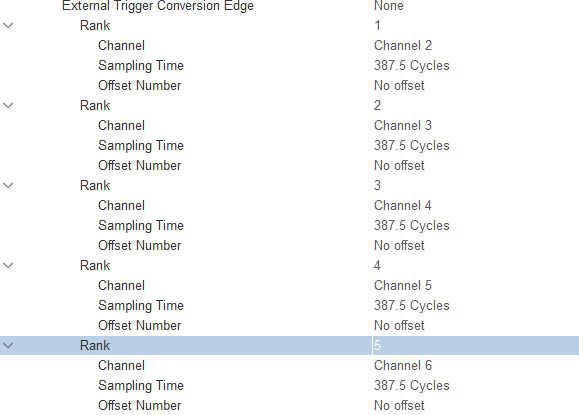 External Trigger Conversion Edge None
Rank 1
Channel Channel 2
Sampling Time 387.5 Cycles
Offset Number No offset
Rank 2
Channel Channel 3
Sampling Time 387.5 Cycles
Offset Number No offset
Rank 3
Channel Channel 4
Sampling Time 387.5 Cycles
Offset Number No offset
Rank 4
Channel Channel 5
Sampling Time 387.5 Cycles
Offset Number No offset
Rank 5
Channel Channel 6
Sampling Time 387.5 Cycles
Offset Number No offset